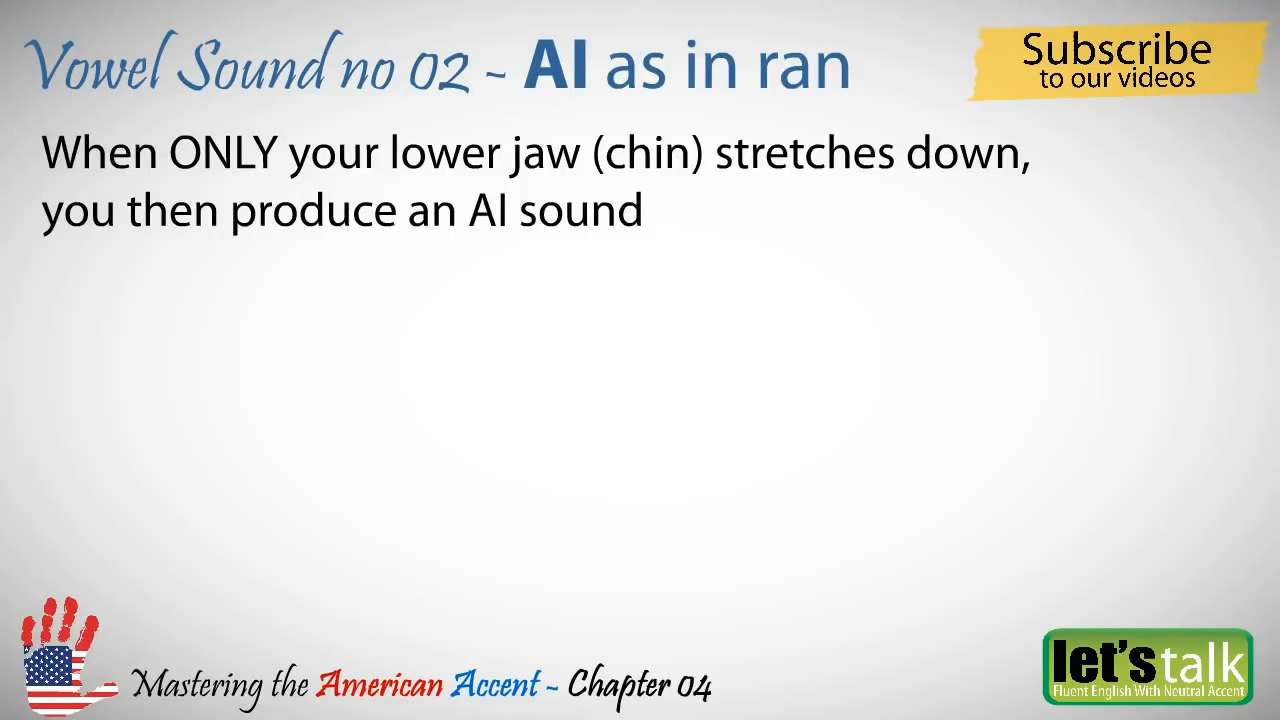 Vowel Sound no 02 - AI as in ran
Subscribe
to our videos
When ONLY your lower jaw (chin) stretches down,
you then produce an AI sound
Mastering the American Accent - Chapter 04
let's talk
Fluent English With Neutral Accent